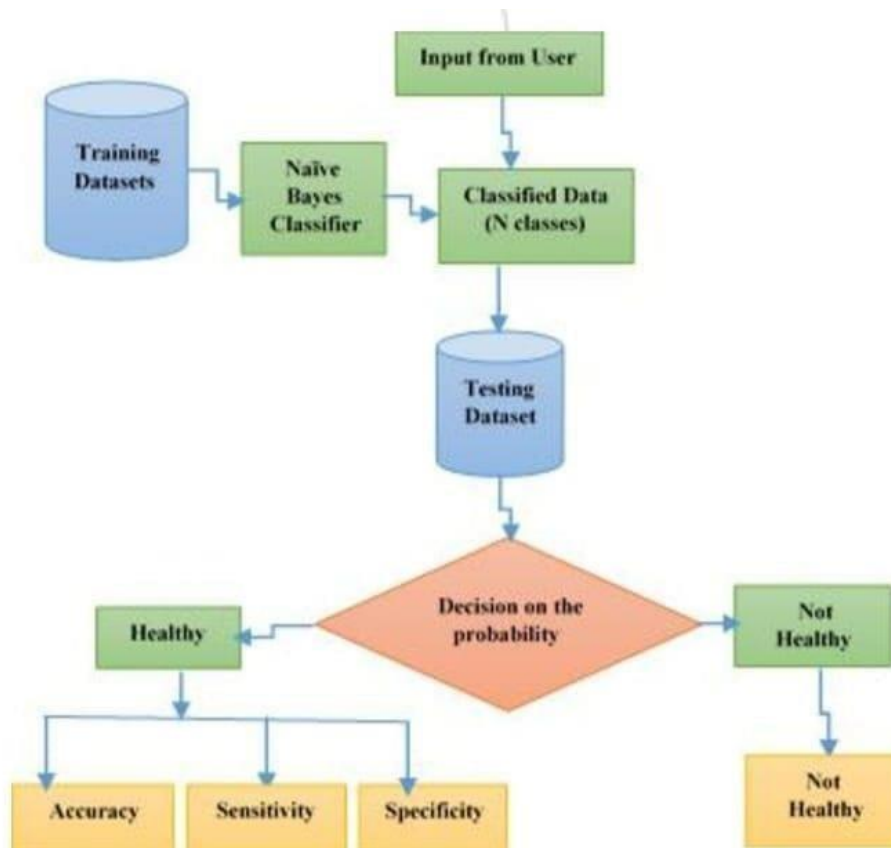 Input from User
Training
Datasets
Naïve
Bayes
Classifier
Classified Data
(N classes)
Testing
Dataset
Decision on the
probability
Healthy
Not
Healthy
Accuracy
Sensitivity
Specificity
Not
Healthy